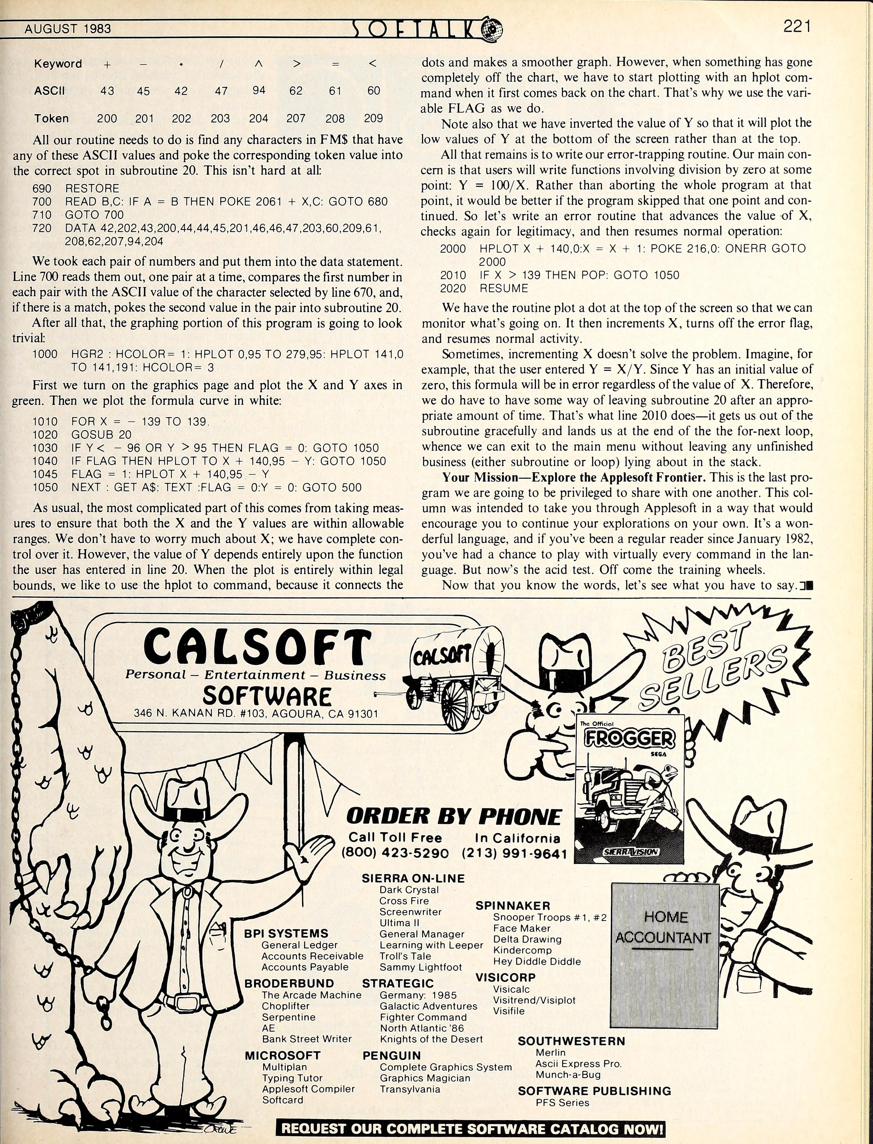 AUGUST 1983
SOFTALK
221
Keyword + − * / ∧ > = <
ASCII 43 45 42 47 94 62 61 60
Token 200 201 202 203 204 207 208 209
All our routine needs to do is find any characters in FM$ that have
any of these ASCII values and poke the corresponding token value into
the correct spot in subroutine 20. This isn't hard at all:
690 RESTORE
700 READ B,C: IF A = B THEN POKE 2061 + X,C: GOTO 680
710 GOTO 700
720 DATA 42,202,43,200,44,44,45,201,46,46,47,203,60,209,61,
208,62,207,94,204
We took each pair of numbers and put them into the data statement.
Line 700 reads them out, one pair at a time, compares the first number in
each pair with the ASCII value of the character selected by line 670, and,
if there is a match, pokes the second value in the pair into subroutine 20.
After all that, the graphing portion of this program is going to look
trivial:
1000 HGR2 : HCOLOR= 1: HPLOT 0,95 TO 279,95: HPLOT 141,0
TO 141,191: HCOLOR= 3
First we turn on the graphics page and plot the X and Y axes in
green. Then we plot the formula curve in white:
1010 FOR X = − 139 TO 139.
1020 GOSUB 20
1030 IF Y < − 96 OR Y > 95 THEN FLAG = 0: GOTO 1050
1040 IF FLAG THEN HPLOT TO X + 140,95 − Y: GOTO 1050
1045 FLAG = 1: HPLOT X + 140,95 − Y
1050 NEXT : GET A$: TEXT :FLAG = 0:Y = 0: GOTO 500
As usual, the most complicated part of this comes from taking meas-
ures to ensure that both the X and the Y values are within allowable
ranges. We don't have to worry much about X; we have complete con-
trol over it. However, the value of Y depends entirely upon the function
the user has entered in line 20. When the plot is entirely within legal
bounds, we like to use the hplot to command, because it connects the
dots and makes a smoother graph. However, when something has gone
completely off the chart, we have to start plotting with an hplot com-
mand when it first comes back on the chart. That's why we use the vari-
able FLAG as we do.
Note also that we have inverted the value of Y so that it will plot the
low values of Y at the bottom of the screen rather than at the top.
All that remains is to write our error-trapping routine. Our main con-
cern is that users will write functions involving division by zero at some
point: Y = 100/X. Rather than aborting the whole program at that
point, it would be better if the program skipped that one point and con-
tinued. So let's write an error routine that advances the value of X,
checks again for legitimacy, and then resumes normal operation:
2000 HPLOT X + 140,0:X = X + 1: POKE 216,0: ONERR GOTO
2000
2010 IF X > 139 THEN POP: GOTO 1050
2020 RESUME
We have the routine plot a dot at the top of the screen so that we can
monitor what's going on. It then increments X, turns off the error flag,
and resumes normal activity.
Sometimes, incrementing X doesn't solve the problem. Imagine, for
example, that the user entered Y = X/Y. Since Y has an initial value of
zero, this formula will be in error regardless of the value of X. Therefore,
we do have to have some way of leaving subroutine 20 after an appro-
priate amount of time. That's what line 2010 does—it gets us out of the
subroutine gracefully and lands us at the end of the the for-next loop,
whence we can exit to the main menu without leaving any unfinished
business (either subroutine or loop) lying about in the stack.
Your Mission—Explore the Applesoft Frontier. This is the last pro-
gram we are going to be privileged to share with one another. This col-
umn was intended to take you through Applesoft in a way that would
encourage you to continue your explorations on your own. It's a won-
derful language, and if you've been a regular reader since January 1982,
you've had a chance to play with virtually every command in the lan-
guage. But now's the acid test. Off come the training wheels.
Now that you know the words, let's see what you have to say.
CALSOFT
Personal – Entertainment – Business
SOFTWARE
346 N. KANAN RD. #103, AGOURA, CA 91301
CALSOFT
BEST
SELLERS
The Official
FROGGER
SEGA
SIERRAVISION
ORDER BY PHONE
Call Toll Free
(800) 423-5290
In California
(213) 991-9641
HOME
ACCOUNTANT
BPI SYSTEMS
General Ledger
Accounts Receivable
Accounts Payable
BRODERBUND
The Arcade Machine
Choplifter
Serpentine
AE
Bank Street Writer
MICROSOFT
Multiplan
Typing Tutor
Applesoft Compiler
Softcard
SIERRA ON-LINE
Dark Crystal
Cross Fire
Screenwriter
Ultima II
General Manager
Learning with Leeper
Troll's Tale
Sammy Lightfoot
STRATEGIC
Germany: 1985
Galactic Adventures
Fighter Command
North Atlantic '86
Knights of the Desert
PENGUIN
Complete Graphics System
Graphics Magician
Transylvania
SPINNAKER
Snooper Troops #1, #2
Face Maker
Delta Drawing
Kindercomp
Hey Diddle Diddle
VISICORP
Visicalc
Visitrend/Visiplot
Visifile
SOUTHWESTERN
Merlin
Ascii Express Pro.
Munch-a-Bug
SOFTWARE PUBLISHING
PFS Series
REQUEST OUR COMPLETE SOFTWARE CATALOG NOW!